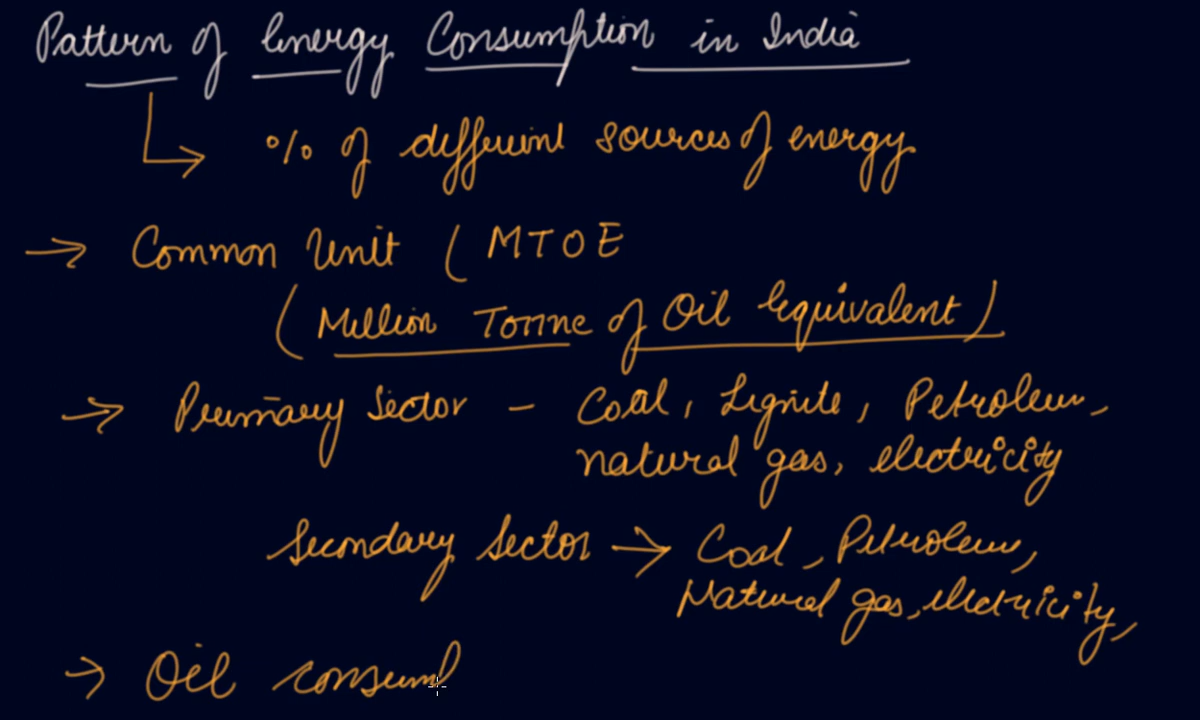 Pattern of Energy Consumption in India
% of different sources of energy
→ Common Unit ( MTOE
( Million Tonne of Oil Equivalent )
→ Primary Sector - Coal, Lignite, Petroleum,
natural gas, electricity
Secondary Sector → Coal, Petroleum,
Natural gas, electricity,
→ Oil consum